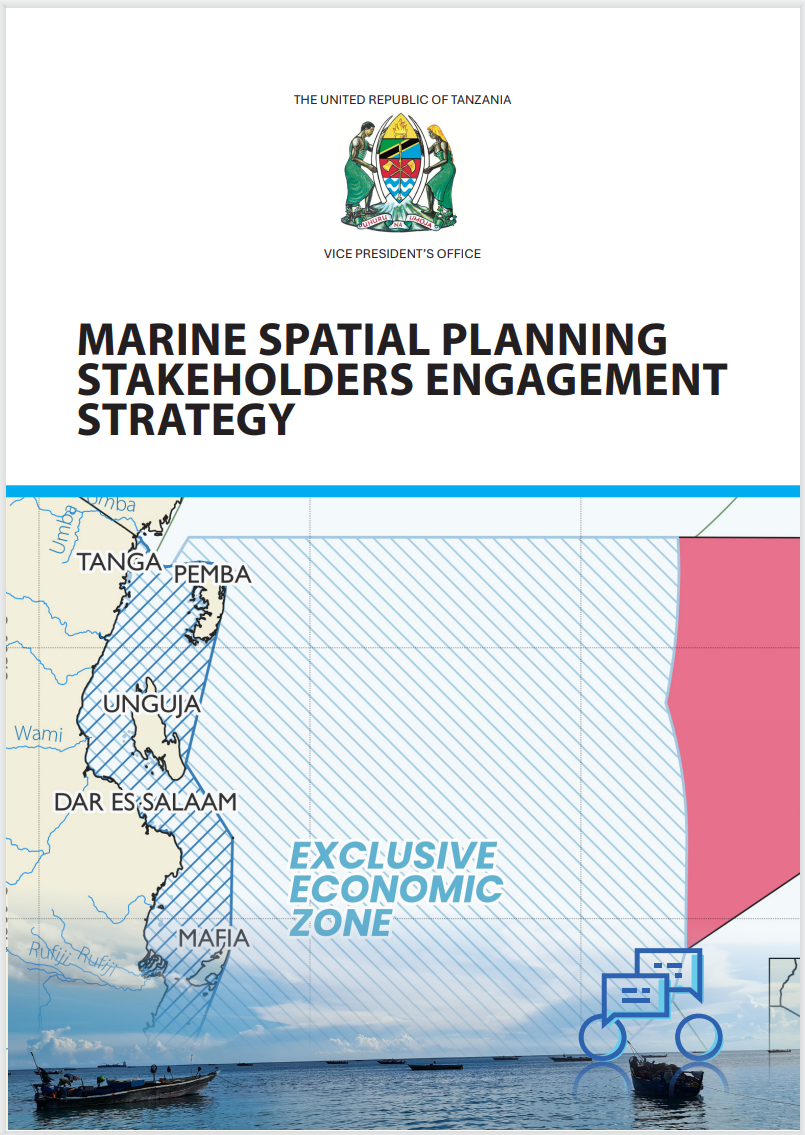 THE UNITED REPUBLIC OF TANZANIA
UHURU NA UMOJA
VICE PRESIDENT'S OFFICE
MARINE SPATIAL PLANNING
STAKEHOLDERS ENGAGEMENT
STRATEGY
Umba
TANGA
PEMBA
UNGUJA
Wami
DAR ES SALAAM
EXCLUSIVE
ECONOMIC
ZONE
MAFIA
Rufiji
Rufiji